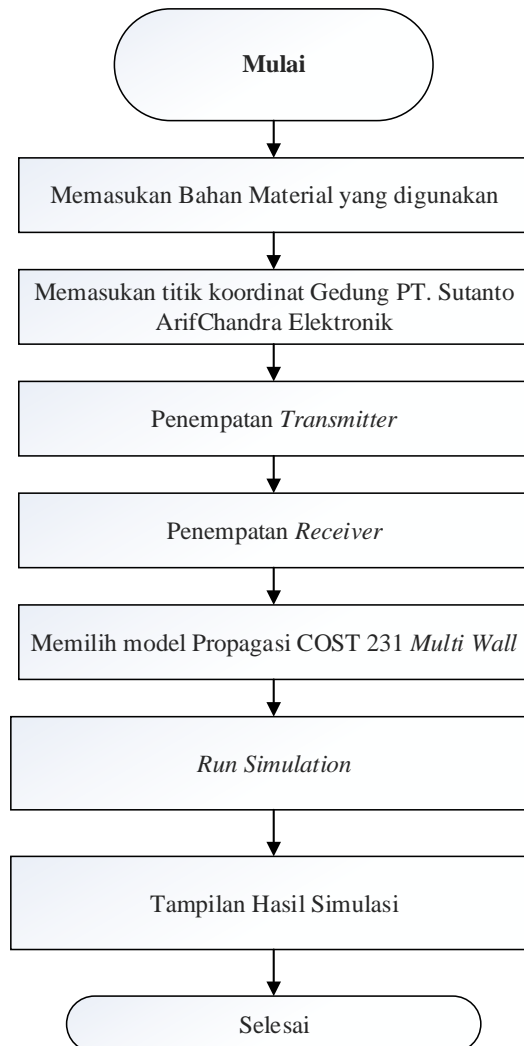 Mulai
Memasukan Bahan Material yang digunakan
Memasukan titik koordinat Gedung PT. Sutanto
ArifChandra Elektronik
Penempatan Transmitter
Penempatan Receiver
Memilih model Propagasi COST 231 Multi Wall
Run Simulation
Tampilan Hasil Simulasi
Selesai